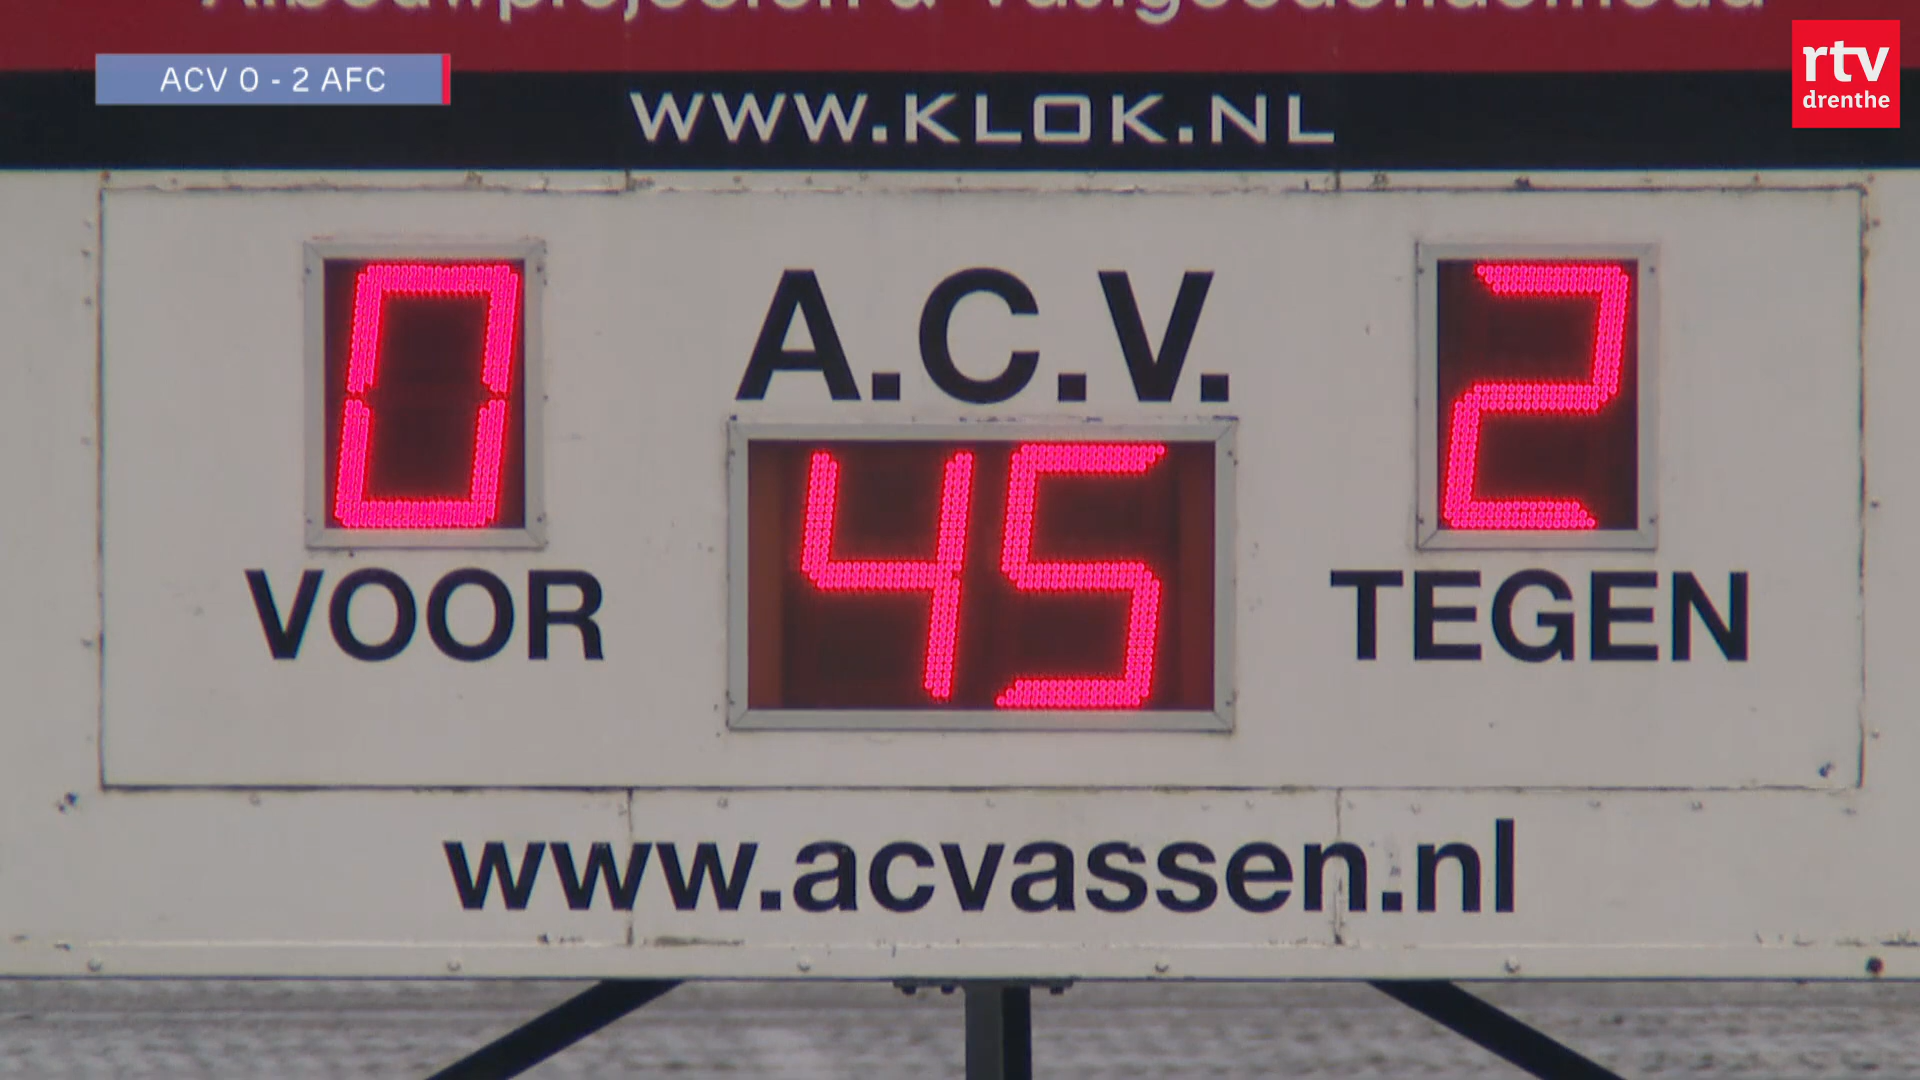 ACV 0 - 2 AFC
rtv
drenthe
WWW.KLOK.NL
A.C.V.
0
2
45
VOOR
TEGEN
www.acvassen.nl